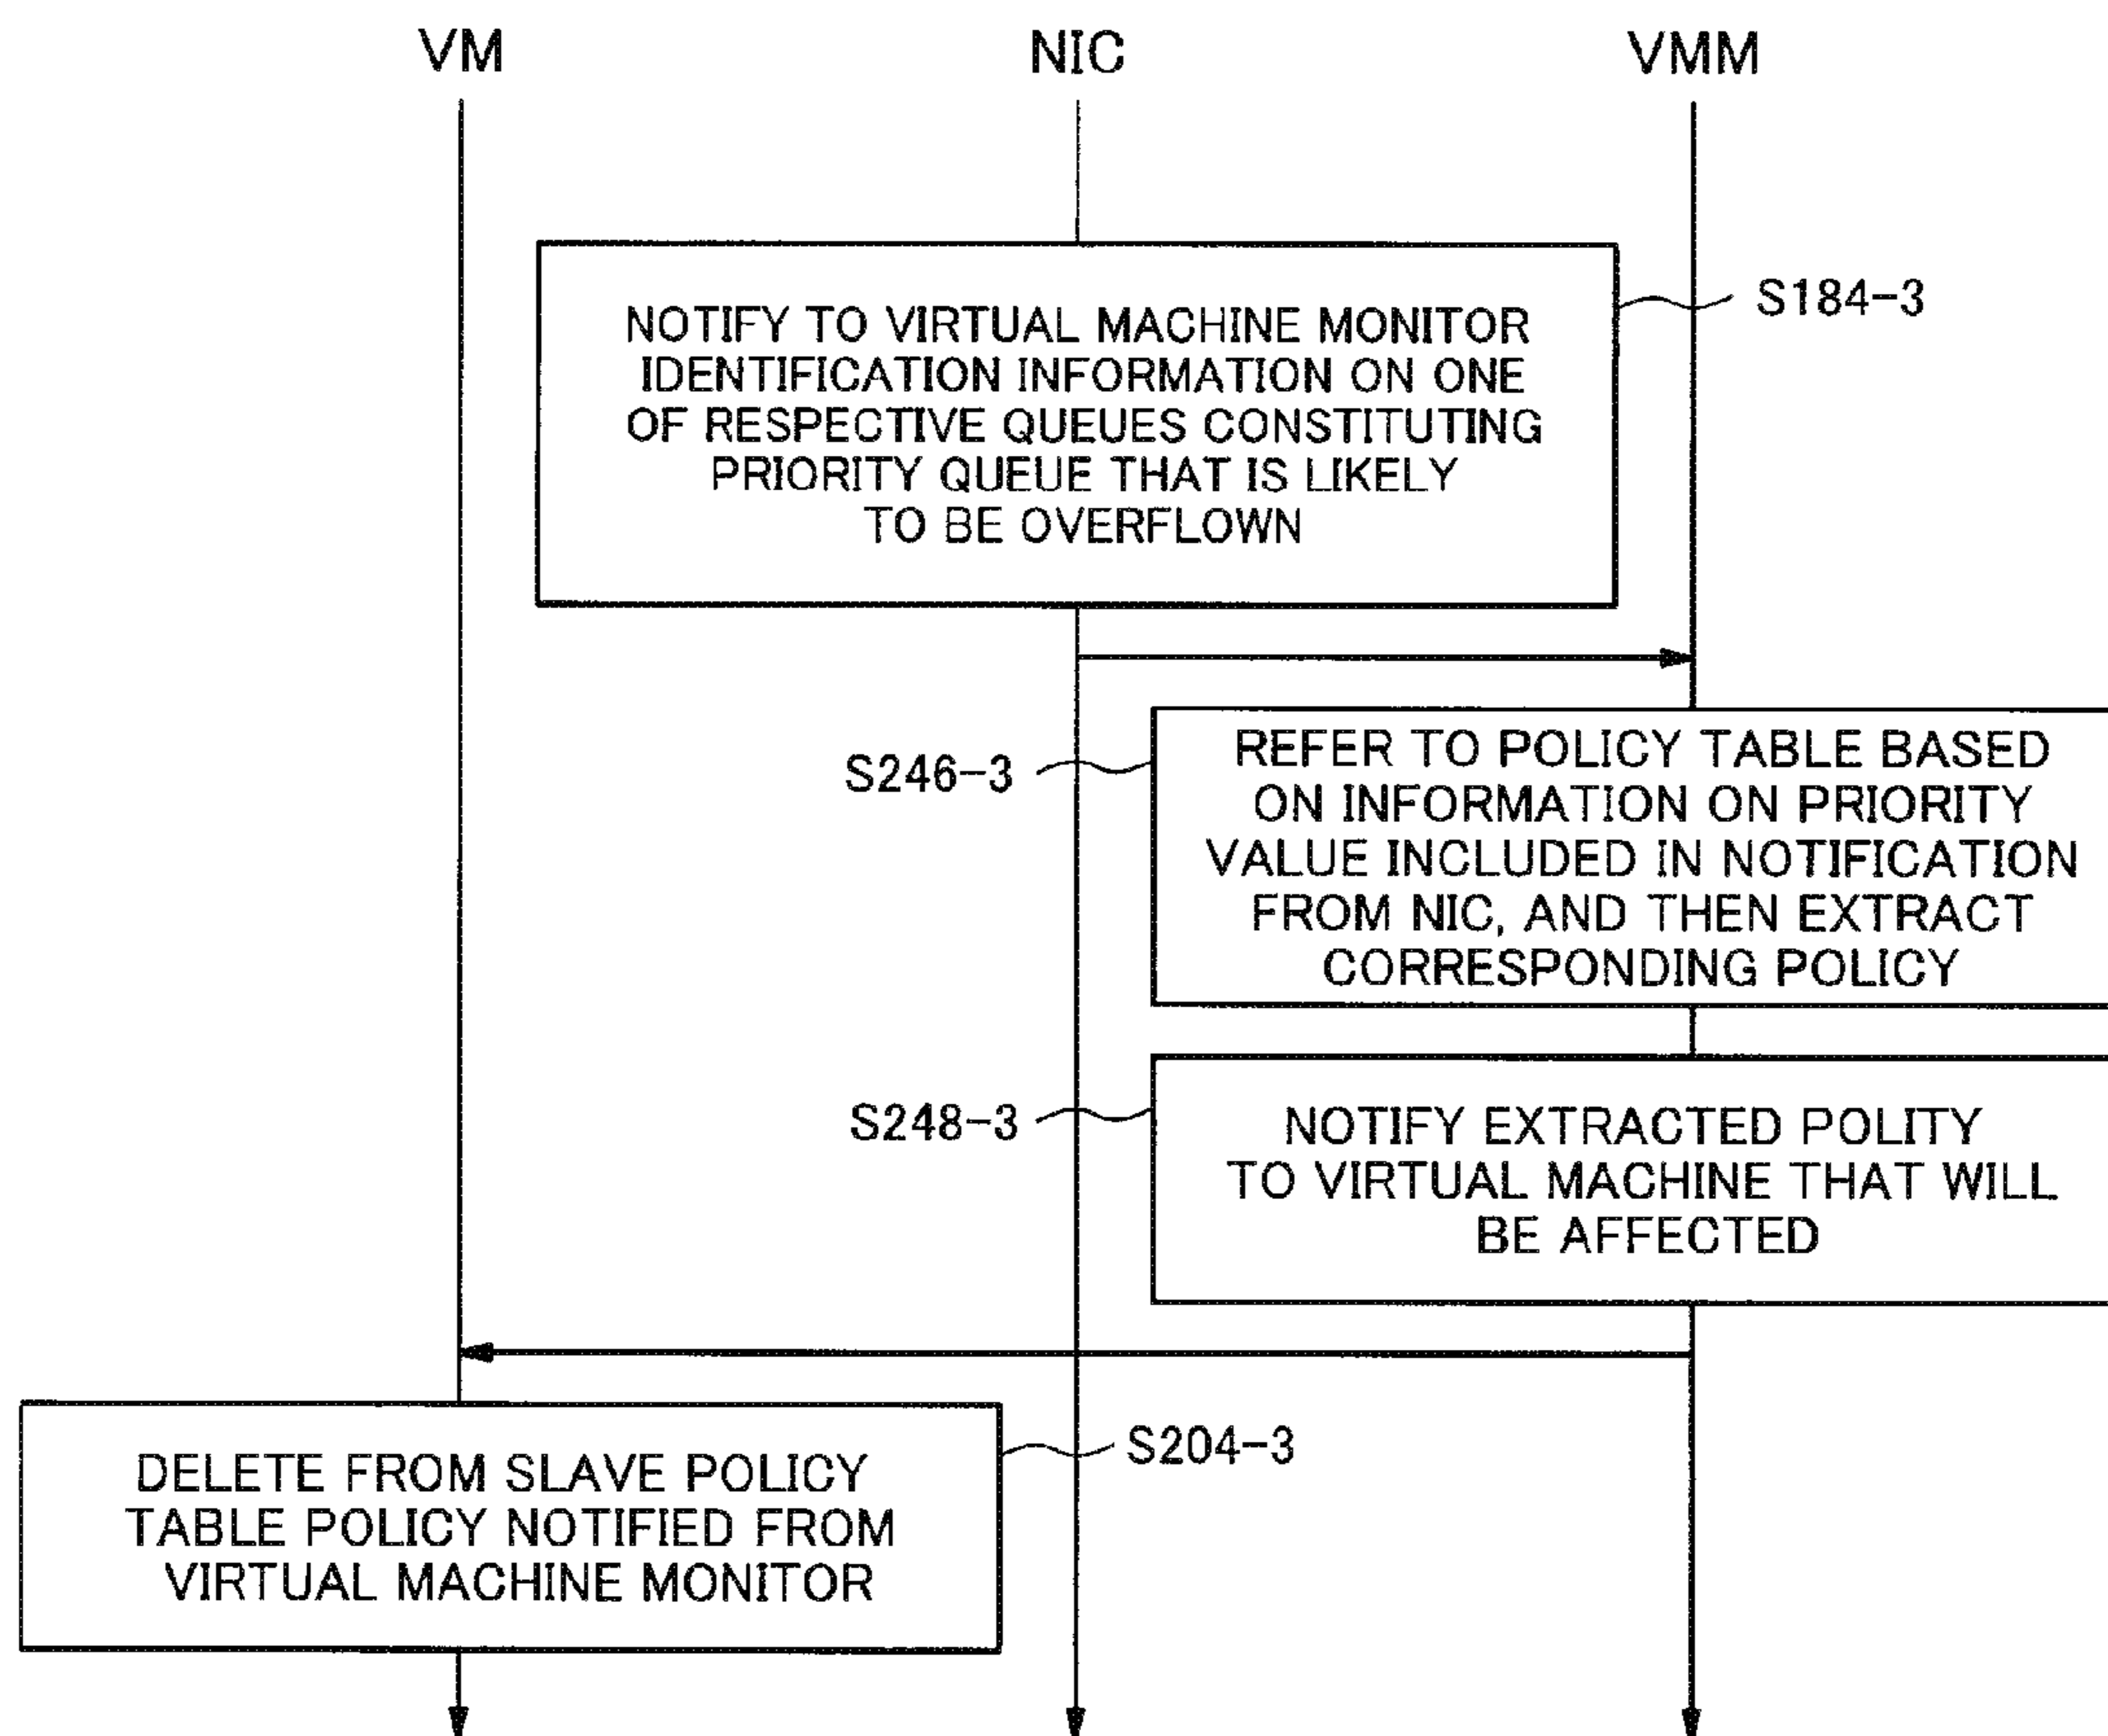 VM
NIC
VMM
NOTIFY TO VIRTUAL MACHINE MONITOR
IDENTIFICATION INFORMATION ON ONE
OF RESPECTIVE QUEUES CONSTITUTING
PRIORITY QUEUE THAT IS LIKELY
TO BE OVERFLOWN
S184-3
S246-3
REFER TO POLICY TABLE BASED
ON INFORMATION ON PRIORITY
VALUE INCLUDED IN NOTIFICATION
FROM NIC, AND THEN EXTRACT
CORRESPONDING POLICY
S248-3
NOTIFY EXTRACTED POLITY
TO VIRTUAL MACHINE THAT WILL
BE AFFECTED
DELETE FROM SLAVE POLICY
TABLE POLICY NOTIFIED FROM
VIRTUAL MACHINE MONITOR
S204-3